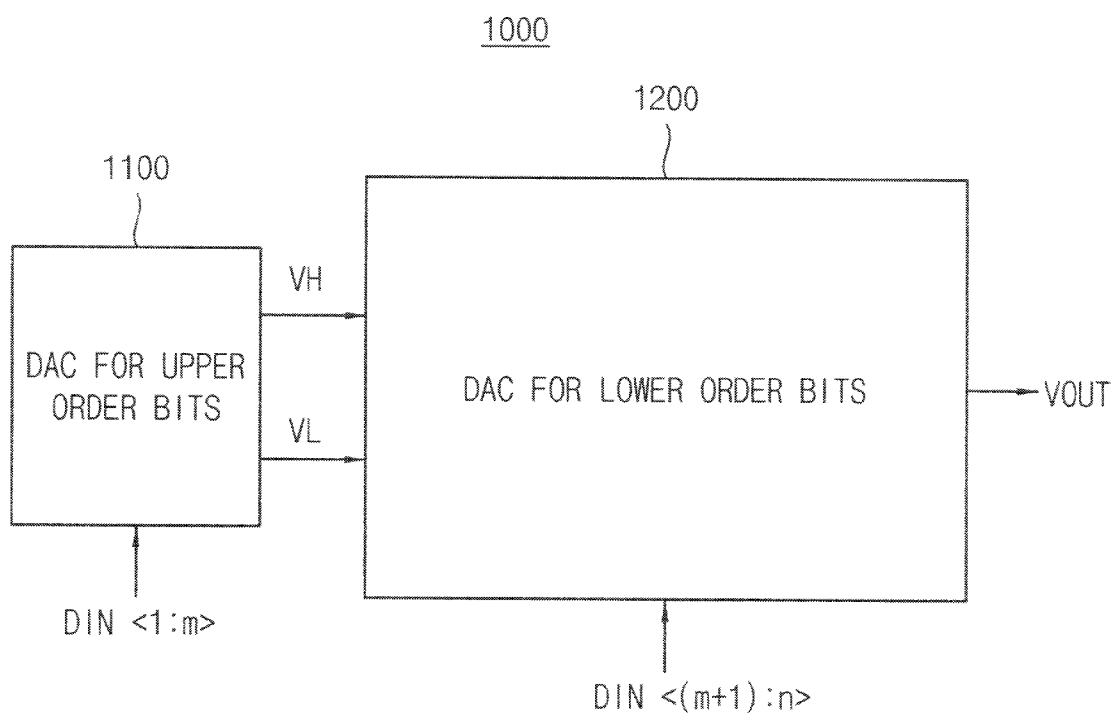 1000
1200
1100
VH
DAC FOR UPPER
ORDER BITS
DAC FOR LOWER ORDER BITS
VOUT
VL
DIN <1:m>
DIN <(m+1):n>